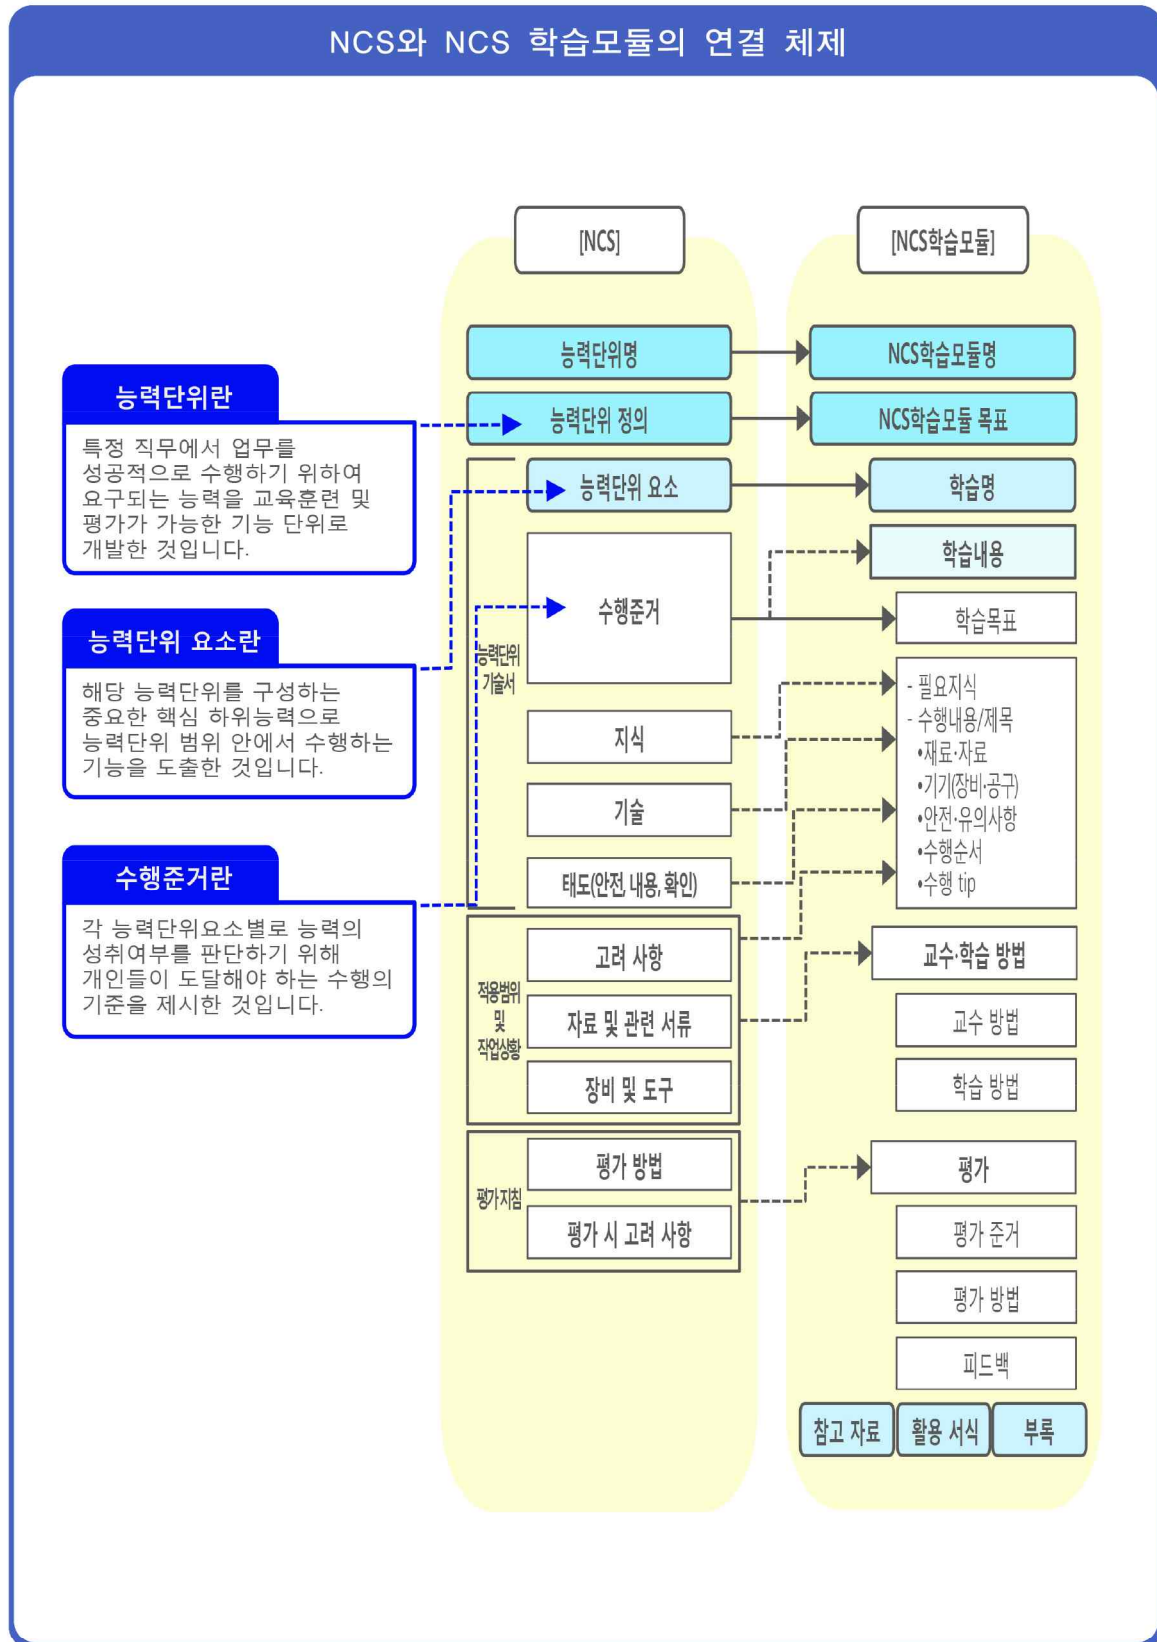 NCS와 NCS 학습모듈의 연결 체제
[NCS]
[NCS학습모듈]
능력단위명
NCS학습모듈명
능력단위 정의
NCS학습모듈 목표
능력단위란
특정 직무에서 업무를
성공적으로 수행하기 위하여
요구되는 능력을 교육훈련 및
평가가 가능한 기능 단위로
개발한 것입니다.
능력단위 요소란
해당 능력단위를 구성하는
중요한 핵심 하위능력으로
능력단위 범위 안에서 수행하는
기능을 도출한 것입니다.
수행준거란
각 능력단위요소별로 능력의
성취여부를 판단하기 위해
개인들이 도달해야 하는 수행의
기준을 제시한 것입니다.
능력단위
기술서
능력단위 요소
수행준거
지식
기술
태도(안전, 내용, 확인)
적용범위
및
작업상황
고려 사항
자료 및 관련 서류
장비 및 도구
평가지침
평가 방법
평가 시 고려 사항
학습명
학습내용
학습목표
- 필요지식
- 수행내용/제목
•재료·자료
•기기(장비·공구)
•안전·유의사항
•수행순서
•수행 tip
교수·학습 방법
교수 방법
학습 방법
평가
평가 준거
평가 방법
피드백
참고 자료
활용 서식
부록